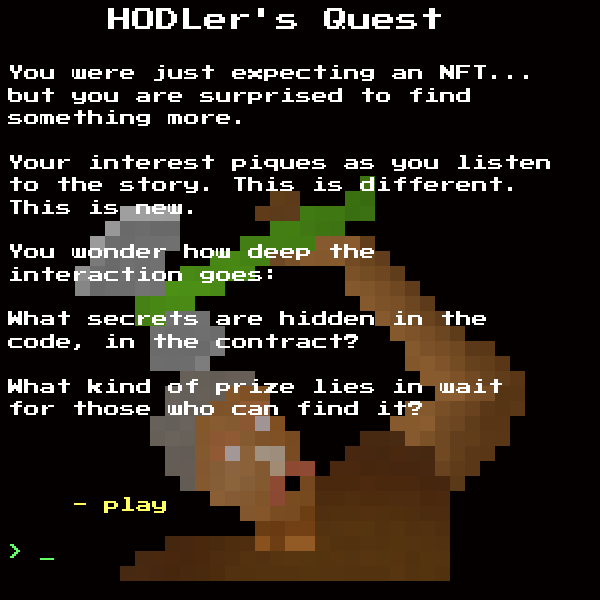 HODLer's Quest
You were just expecting an NFT...
but you are surprised to find
something more.
Your interest piques as you listen
to the story. This is different.
This is new.
You wonder how deep the
interaction goes:
What secrets are hidden in the
code, in the contract?
What kind of prize lies in wait
for those who can find it?
- play
> _